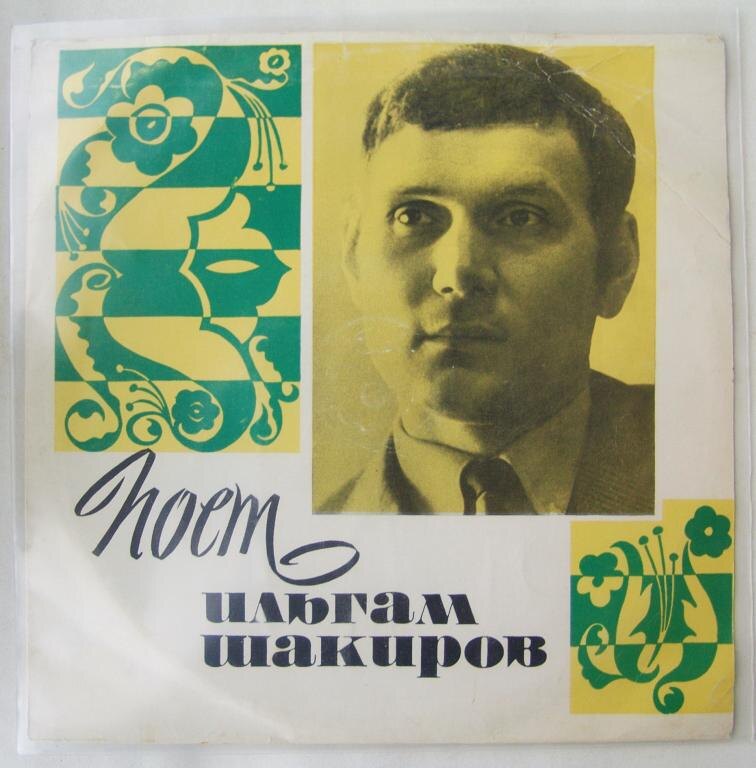 Поет
ильгам
шакиров